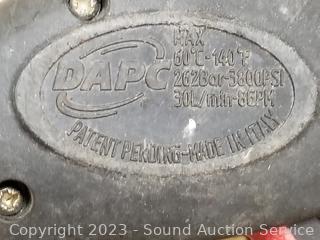 MAX
60°C-140°F
DAPC
262Bar-3800PSI
30L/min-8GPM
PATENT PENDING-MADE IN ITALY
Copyright © 2023 - Sound Auction Service